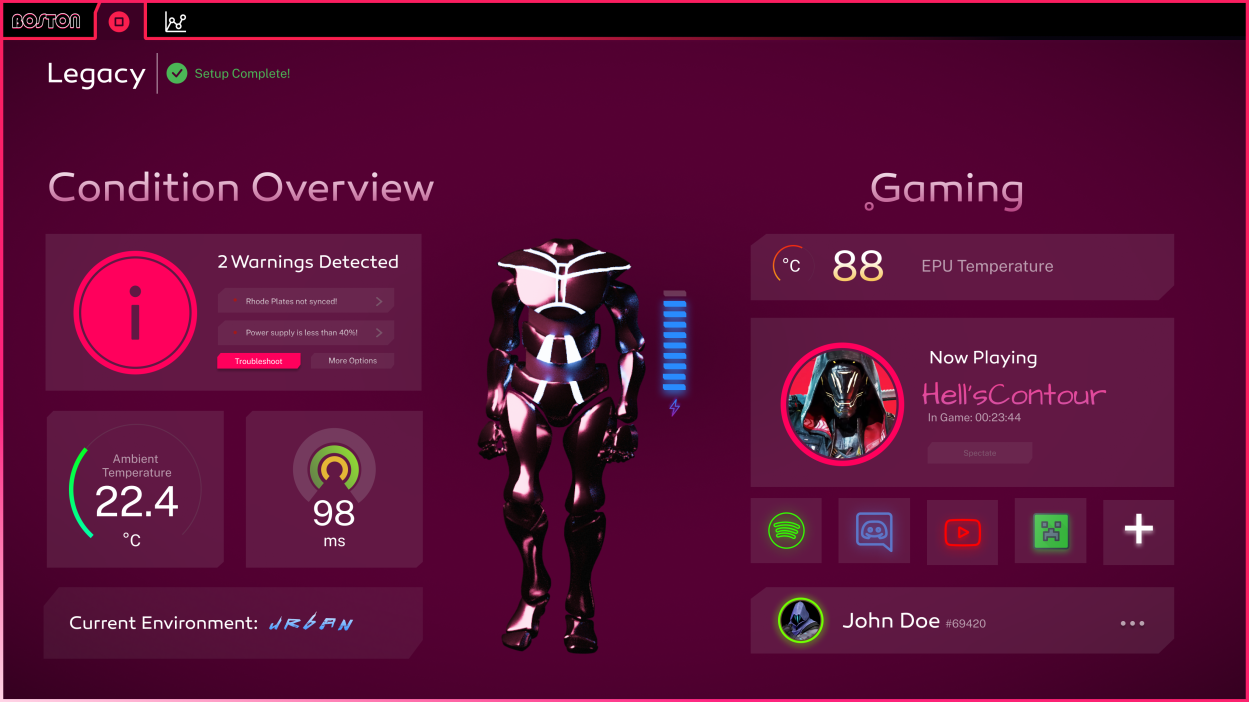 BOSTON
Legacy
Setup Complete!
Condition Overview
2 Warnings Detected
Rhode Plates not synced!
Power supply is less than 40%!
Troubleshoot
More Options
Ambient
Temperature
22.4
°C
98
ms
Current Environment: URBAN
Gaming
°C
88
EPU Temperature
Now Playing
Hell'sContour
In Game: 00:23:44
Spectate
John Doe #69420